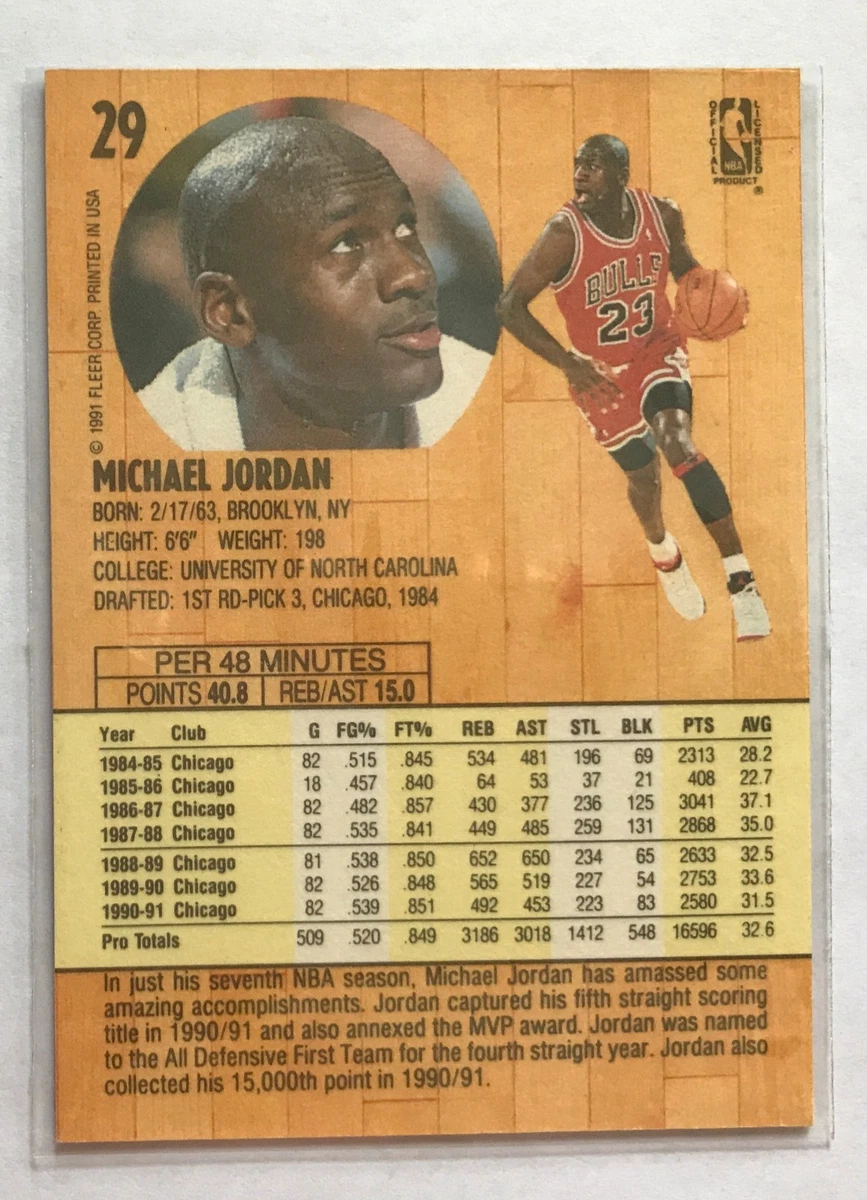 29
OFFICIAL LICENSED
NBA
PRODUCT ®
© 1991 FLEER CORP PRINTED IN USA
BULLS
23
MICHAEL JORDAN
BORN: 2/17/63, BROOKLYN, NY
HEIGHT: 6'6" WEIGHT: 198
COLLEGE: UNIVERSITY OF NORTH CAROLINA
DRAFTED: 1ST RD-PICK 3, CHICAGO, 1984
PER 48 MINUTES
POINTS 40.8 REB/AST 15.0
Year Club G FG% FT% REB AST STL BLK PTS AVG
1984-85 Chicago 82 .515 .845 534 481 196 69 2313 28.2
1985-86 Chicago 18 .457 .840 64 53 37 21 408 22.7
1986-87 Chicago 82 .482 .857 430 377 236 125 3041 37.1
1987-88 Chicago 82 .535 .841 449 485 259 131 2868 35.0
1988-89 Chicago 81 .538 .850 652 650 234 65 2633 32.5
1989-90 Chicago 82 .526 .848 565 519 227 54 2753 33.6
1990-91 Chicago 82 .539 .851 492 453 223 83 2580 31.5
Pro Totals 509 .520 .849 3186 3018 1412 548 16596 32.6
In just his seventh NBA season, Michael Jordan has amassed some
amazing accomplishments. Jordan captured his fifth straight scoring
title in 1990/91 and also annexed the MVP award. Jordan was named
to the All Defensive First Team for the fourth straight year. Jordan also
collected his 15,000th point in 1990/91.